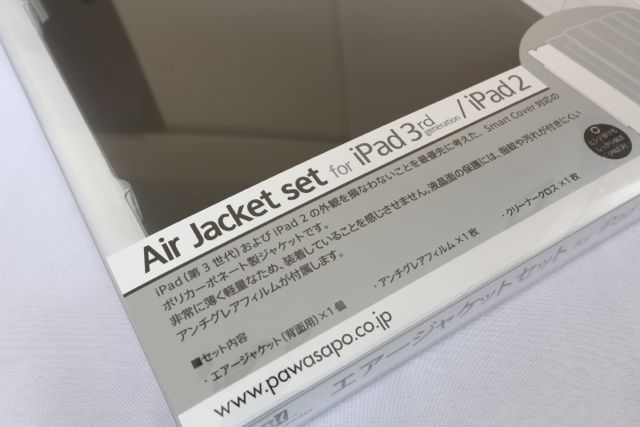 Air Jacket set for iPad 3rd generation / iPad 2
iPad（第3世代）および iPad 2 の外観を損なわないことを最優先に考えた、Smart Cover 対応の
ポリカーボネート製ジャケットです。
非常に薄く軽量なため、装着していることを感じさせません。液晶面の保護には、指紋や汚れが付きにくい
アンチグレアフィルムが付属します。
■セット内容
・エアージャケット（背面用）×1個 ・アンチグレアフィルム×1枚 ・クリーナークロス×1枚
www.pawasapo.co.jp
エアージャケットセット for iPad